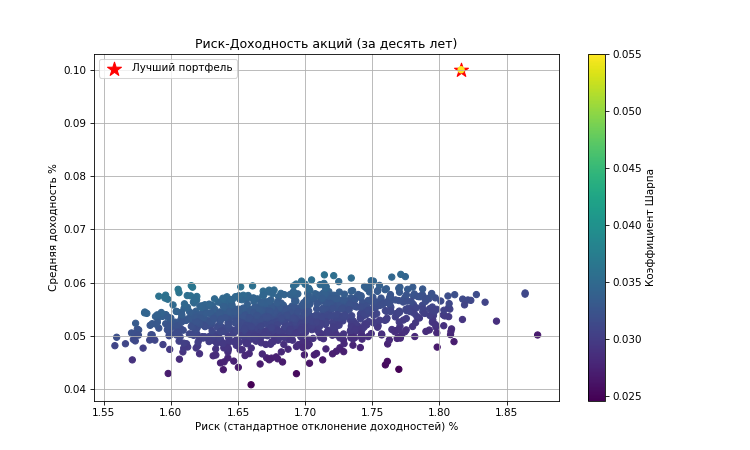 Риск-Доходность акций (за десять лет)
Лучший портфель
Средняя доходность %
0.10
0.09
0.08
0.07
0.06
0.05
0.04
1.55 1.60 1.65 1.70 1.75 1.80 1.85
Риск (стандартное отклонение доходностей) %
0.055
0.050
0.045
0.040
0.035
0.030
0.025
Коэффициент Шарпа